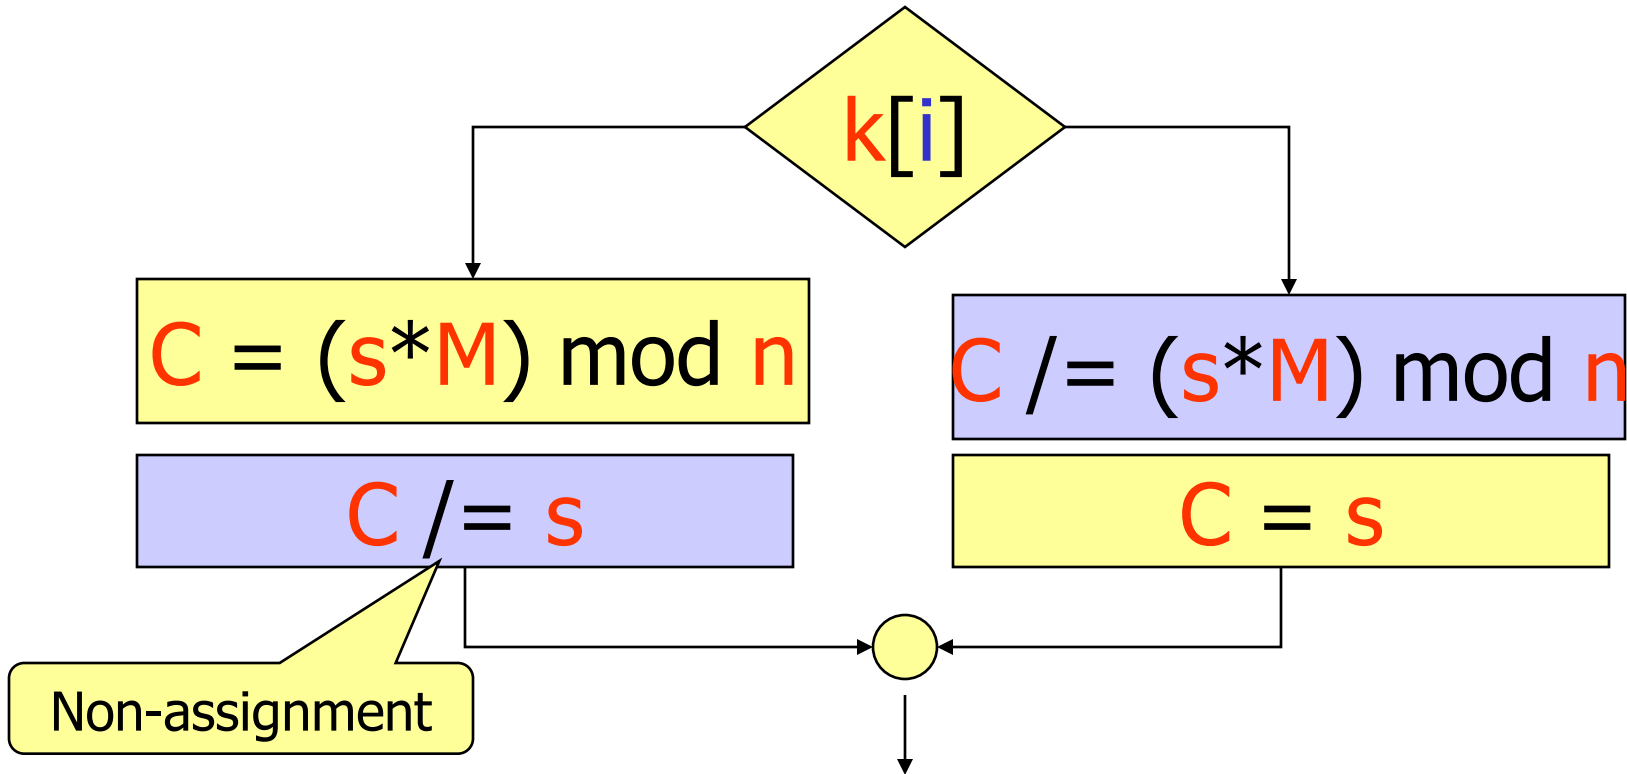 k[i]
C = (s*M) mod n
C /= (s*M) mod n
C /= s
C = s
Non-assignment